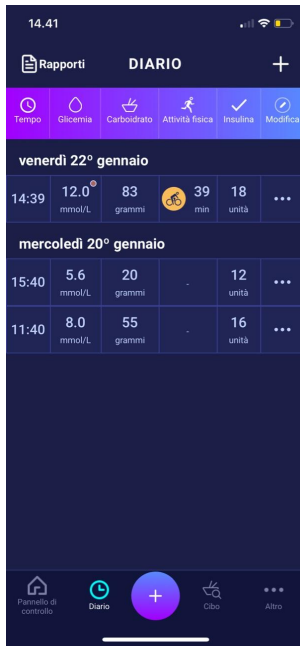 14.41
Rapporti DIARIO +
Tempo Glicemia Carboidrato Attività fisica Insulina Modifica
venerdì 22º gennaio
14:39 12.0 83 39 18
mmol/L grammi min unità
mercoledì 20º gennaio
15:40 5.6 20 - 12
mmol/L grammi unità
11:40 8.0 55 - 16
mmol/L grammi unità
Pannello di
controllo Diario + Cibo Altro